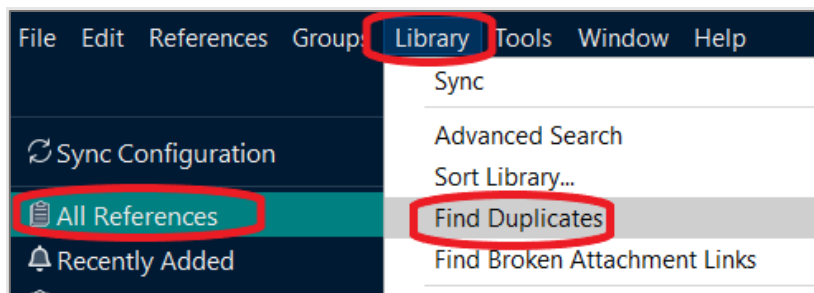 File Edit References Groups Library Tools Window Help
Sync
Sync Configuration
Advanced Search
Sort Library...
All References
Find Duplicates
Recently Added
Find Broken Attachment Links